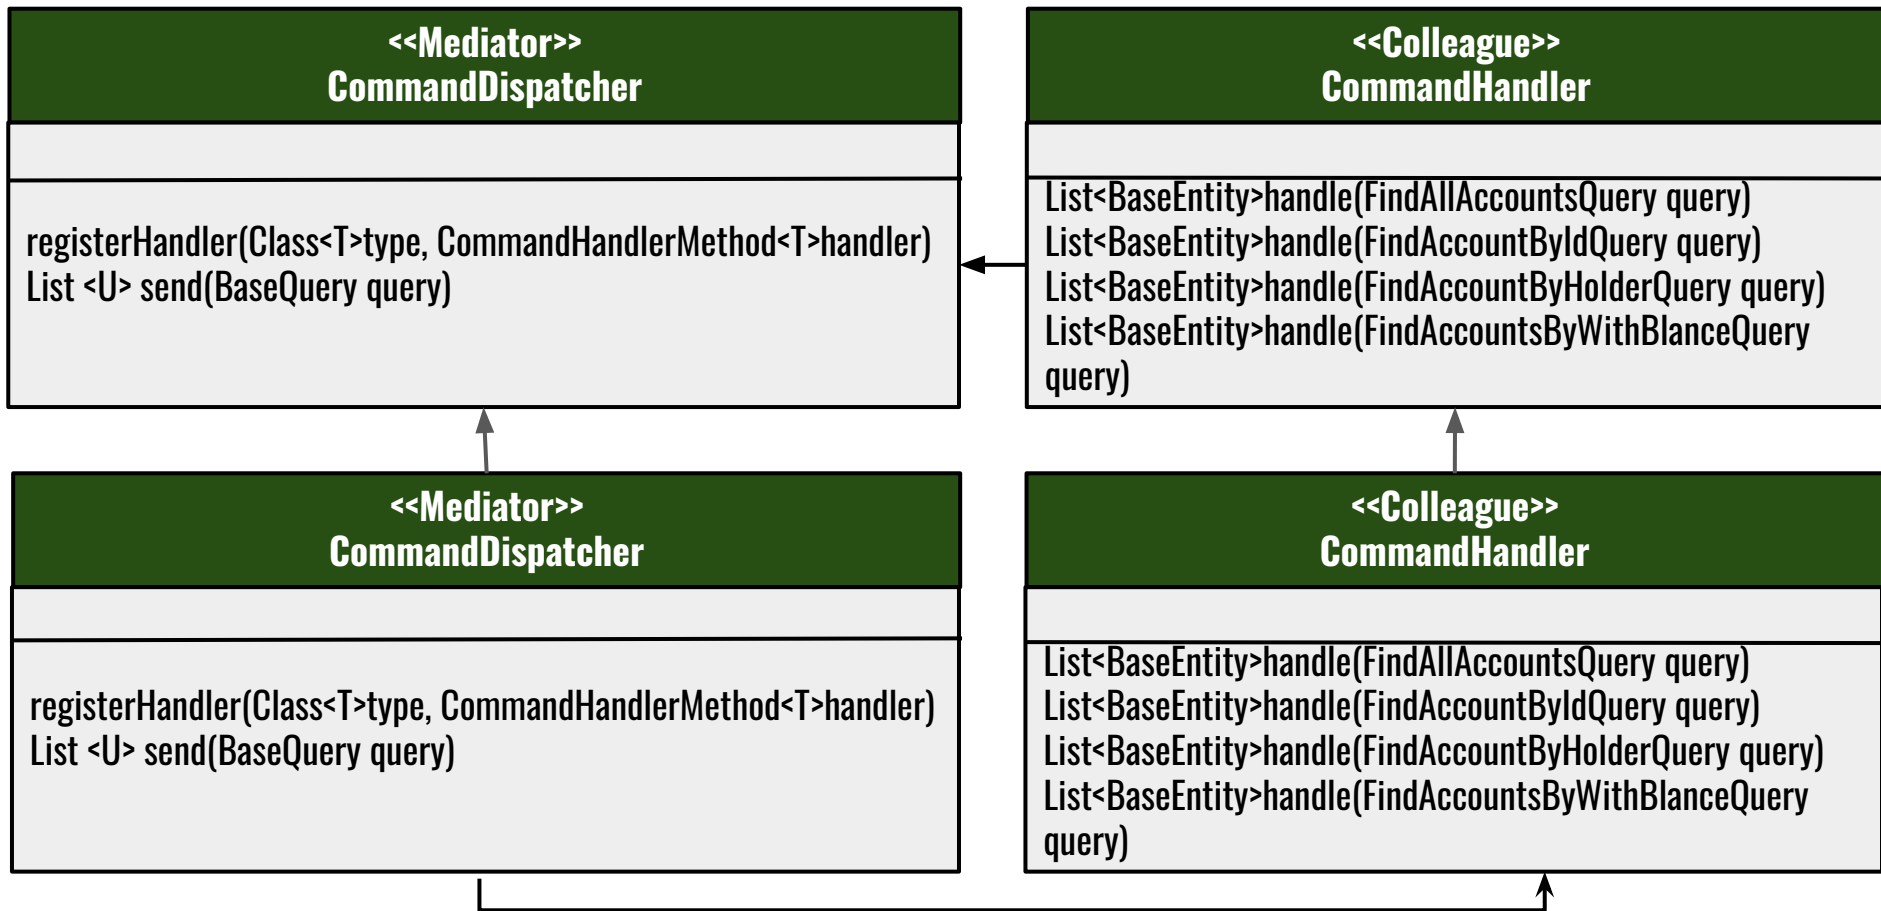 <<Mediator>>
CommandDispatcher
registerHandler(Class<T>type, CommandHandlerMethod<T>handler)
List <U> send(BaseQuery query)
<<Colleague>>
CommandHandler
List<BaseEntity>handle(FindAllAccountsQuery query)
List<BaseEntity>handle(FindAccountByIdQuery query)
List<BaseEntity>handle(FindAccountByHolderQuery query)
List<BaseEntity>handle(FindAccountsByWithBlanceQuery
query)
<<Mediator>>
CommandDispatcher
registerHandler(Class<T>type, CommandHandlerMethod<T>handler)
List <U> send(BaseQuery query)
<<Colleague>>
CommandHandler
List<BaseEntity>handle(FindAllAccountsQuery query)
List<BaseEntity>handle(FindAccountByIdQuery query)
List<BaseEntity>handle(FindAccountByHolderQuery query)
List<BaseEntity>handle(FindAccountsByWithBlanceQuery
query)